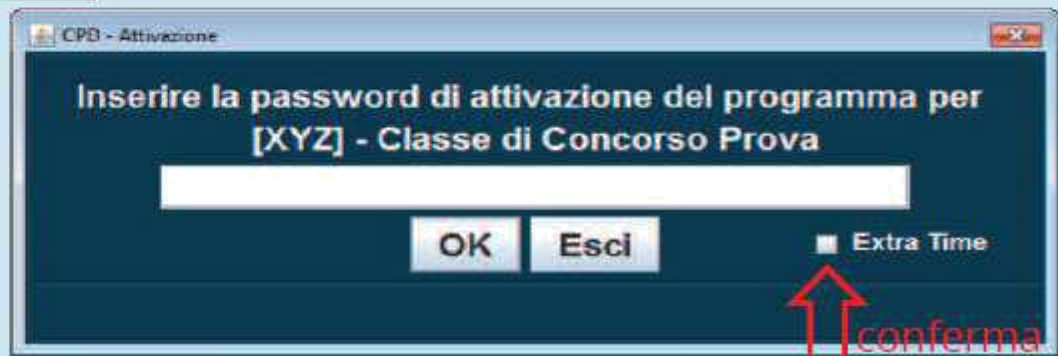 CPD - Attivazione
Inserire la password di attivazione del programma per
[XYZ] - Classe di Concorso Prova
OK Esci Extra Time
conferma